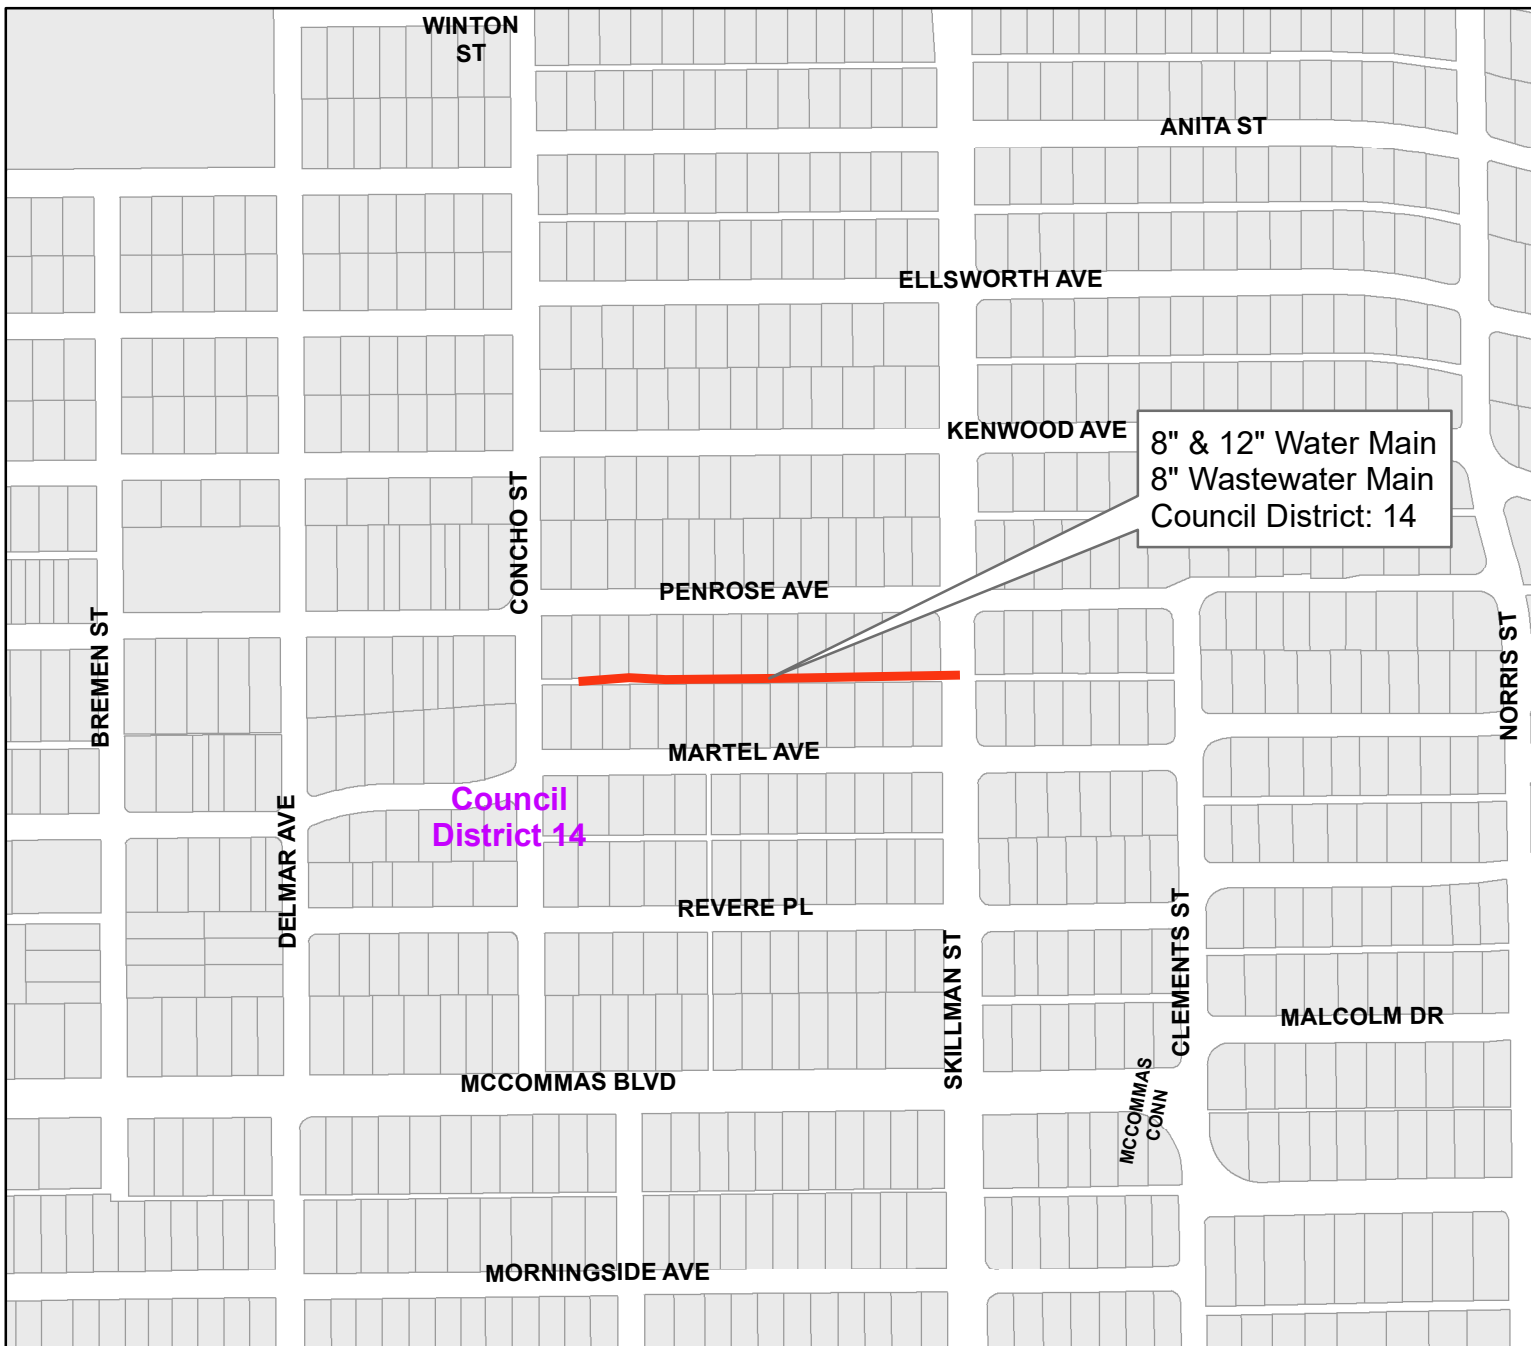 WINTON
ST
ANITA ST
ELLSWORTH AVE
KENWOOD AVE
8" & 12" Water Main
8" Wastewater Main
Council District: 14
CONCHO ST
PENROSE AVE
BREMEN ST
NORRIS ST
MARTEL AVE
Council
District 14
DELMAR AVE
REVERE PL
SKILLMAN ST
CLEMENTS ST
MALCOLM DR
MCCOMMAS BLVD
MCCOMMAS
CONN
MORNINGSIDE AVE